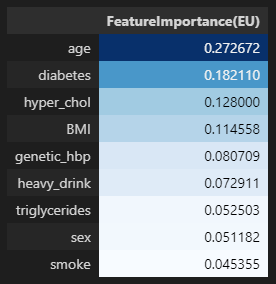 FeatureImportance(EU)
age 0.272672
diabetes 0.182110
hyper_chol 0.128000
BMI 0.114558
genetic_hbp 0.080709
heavy_drink 0.072911
triglycerides 0.052503
sex 0.051182
smoke 0.045355